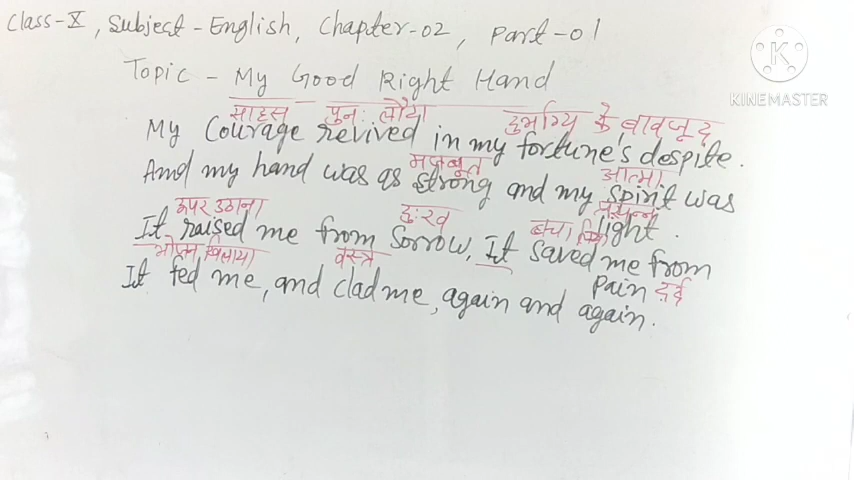 Class-X, Subject-English, Chapter-02, Part-01
Topic - My Good Right Hand
KINEMASTER
साहस पुनः लौटा दुर्भाग्य के बावजूद
My Courage revived in my fortune's despite.
मजबूत आत्मा
And my hand was as strong and my spirit was
प्रसन्न
light.
ऊपर उठाना दुःख बचा लिया
It raised me from Sorrow, It saved me from
Pain दर्द
भोजन खिलाया वस्त्र
It fed me, and clad me, again and again.